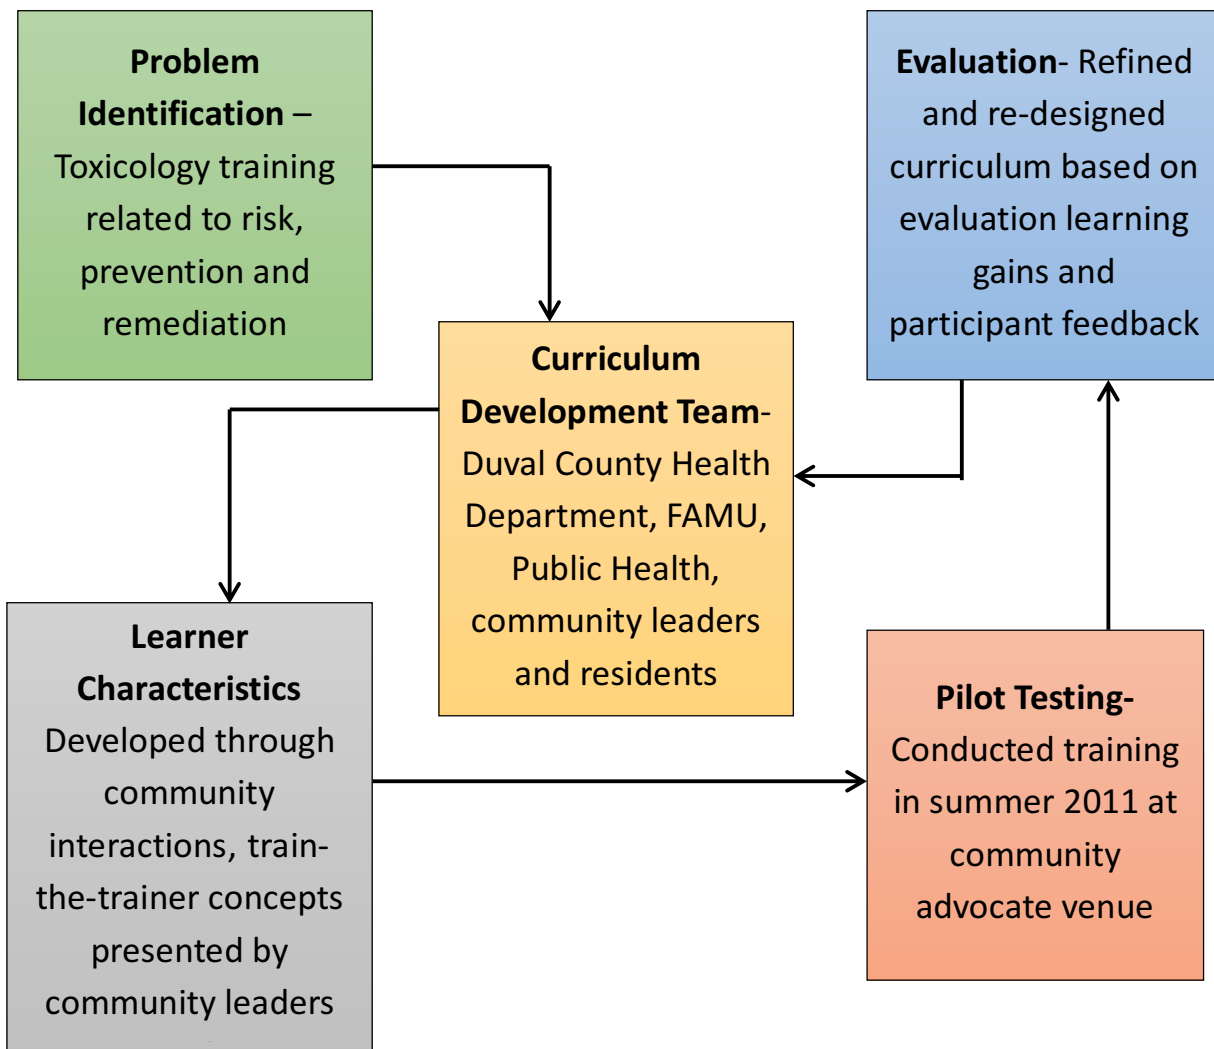 Problem
Identification –
Toxicology training
related to risk,
prevention and
remediation
Evaluation- Refined
and re-designed
curriculum based on
evaluation learning
gains and
participant feedback
Curriculum
Development Team-
Duval County Health
Department, FAMU,
Public Health,
community leaders
and residents
Learner
Characteristics
Developed through
community
interactions, train-
the-trainer concepts
presented by
community leaders
Pilot Testing-
Conducted training
in summer 2011 at
community
advocate venue